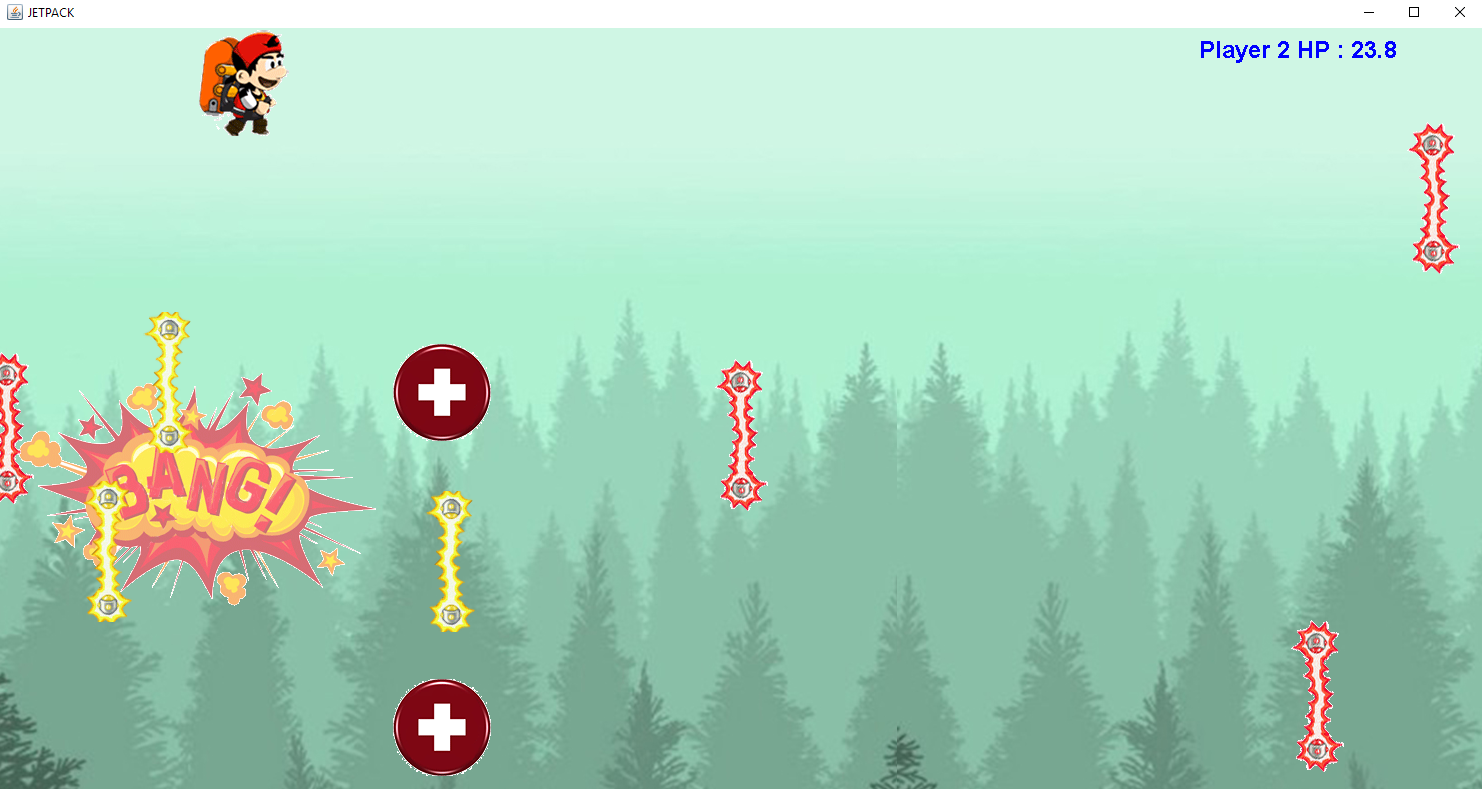 JETPACK
Player 2 HP : 23.8
BANG!